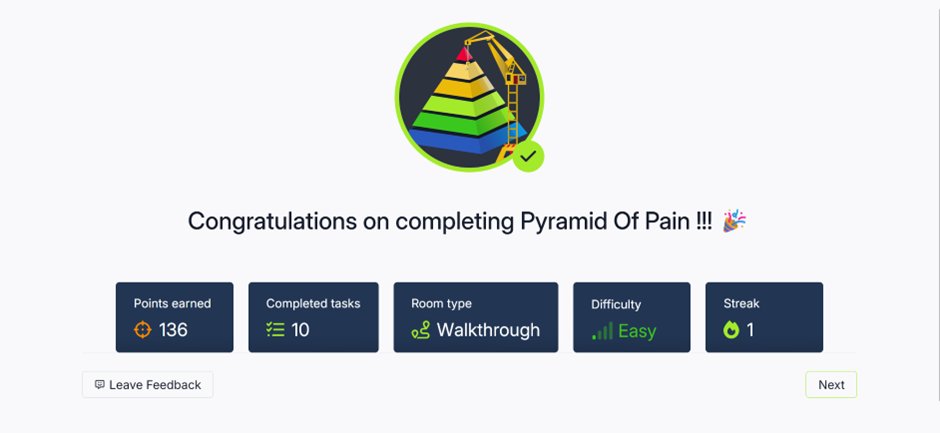 Congratulations on completing Pyramid Of Pain !!! 🎉
Points earned
136
Completed tasks
10
Room type
Walkthrough
Difficulty
Easy
Streak
1
Leave Feedback
Next